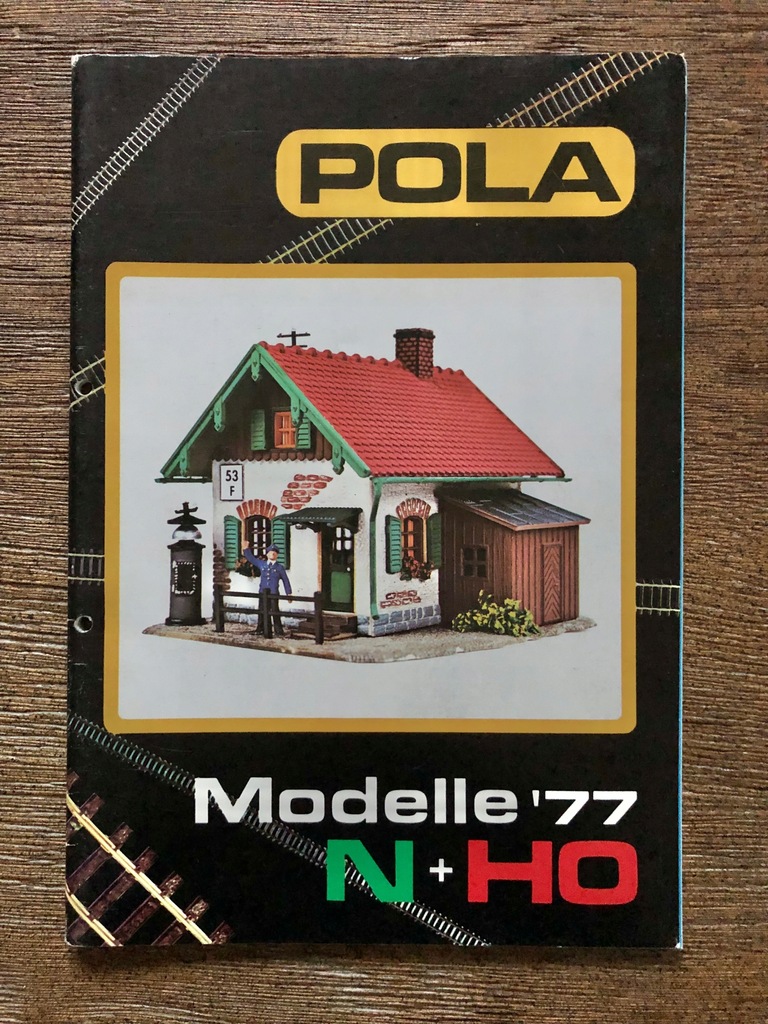 POLA
53
F
Modelle '77
N + HO